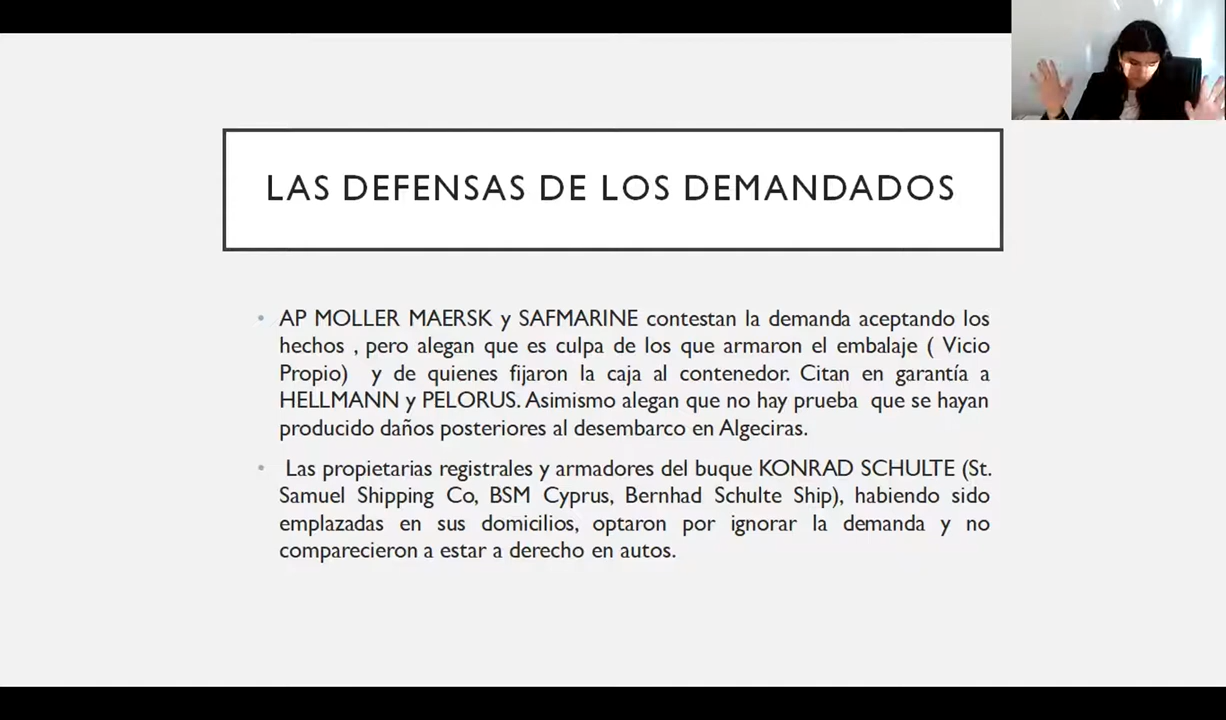 LAS DEFENSAS DE LOS DEMANDADOS
• AP MOLLER MAERSK y SAFMARINE contestan la demanda aceptando los
hechos , pero alegan que es culpa de los que armaron el embalaje ( Vicio
Propio) y de quienes fijaron la caja al contenedor. Citan en garantía a
HELLMANN y PELORUS. Asimismo alegan que no hay prueba que se hayan
producido daños posteriores al desembarco en Algeciras.
• Las propietarias registrales y armadores del buque KONRAD SCHULTE (St.
Samuel Shipping Co, BSM Cyprus, Bernhad Schulte Ship), habiendo sido
emplazadas en sus domicilios, optaron por ignorar la demanda y no
comparecieron a estar a derecho en autos.